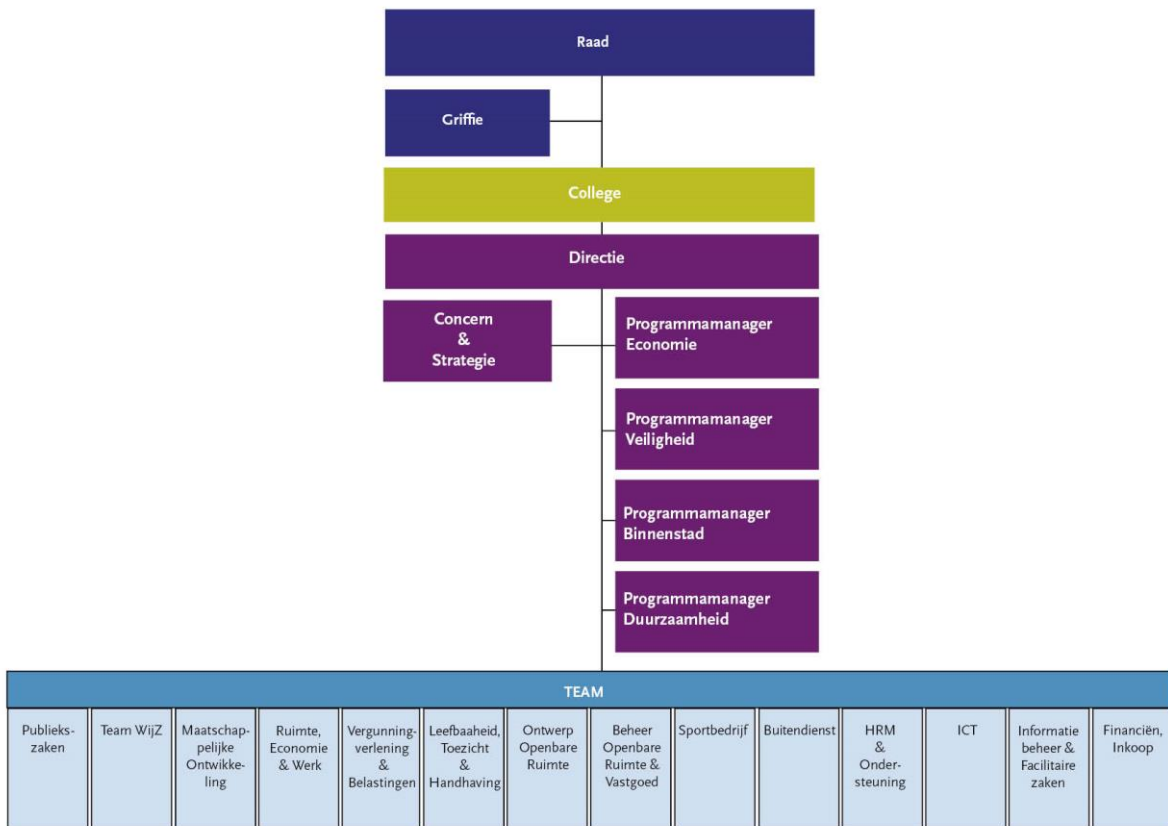 Raad
Griffie
College
Directie
Concern
&
Strategie
Programmamanager
Economie
Programmamanager
Veiligheid
Programmamanager
Binnenstad
Programmamanager
Duurzaamheid
TEAM
Publieks-
zaken
Team WijZ
Maatschap-
pelijke
Ontwikke-
ling
Ruimte,
Economie
& Werk
Vergunning-
verlening
&
Belastingen
Leefbaaheid,
Toezicht
&
Handhaving
Ontwerp
Openbare
Ruimte
Beheer
Openbare
Ruimte &
Vastgoed
Sportbedrijf
Buitendienst
HRM
&
Onder-
steuning
ICT
Informatie
beheer &
Facilitaire
zaken
Financiën,
Inkoop